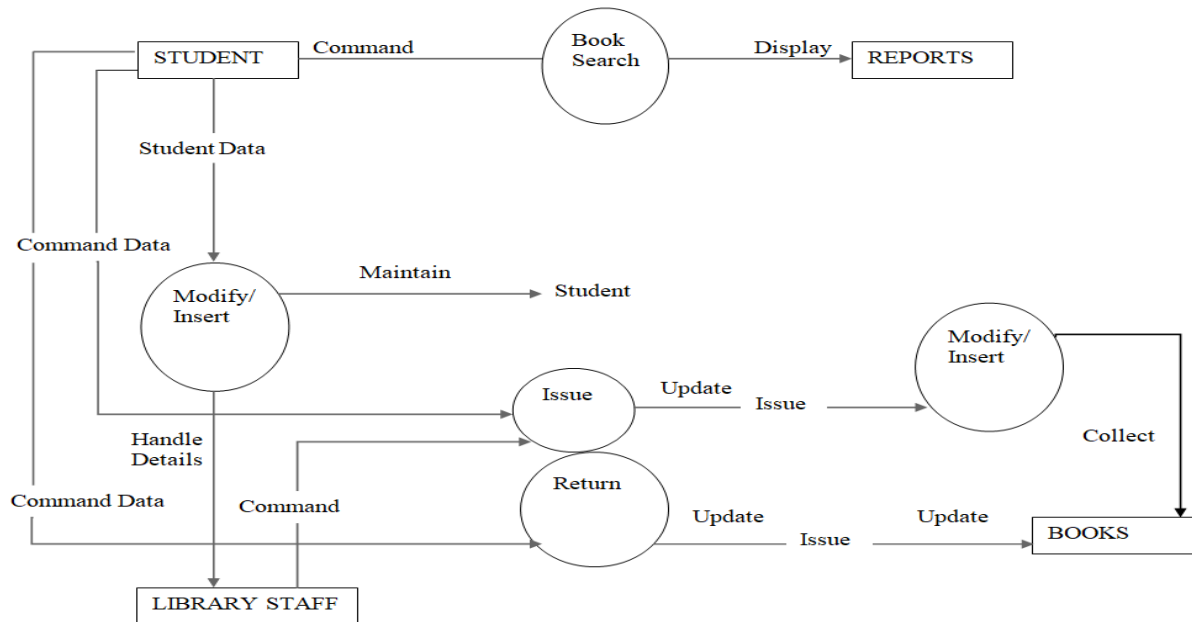 STUDENT
Command
Book
Search
Display
REPORTS
Student Data
Command Data
Modify/
Insert
Maintain
Student
Modify/
Insert
Issue
Update
Issue
Collect
Handle
Details
Command Data
Command
Return
Update
Issue
Update
BOOKS
LIBRARY STAFF